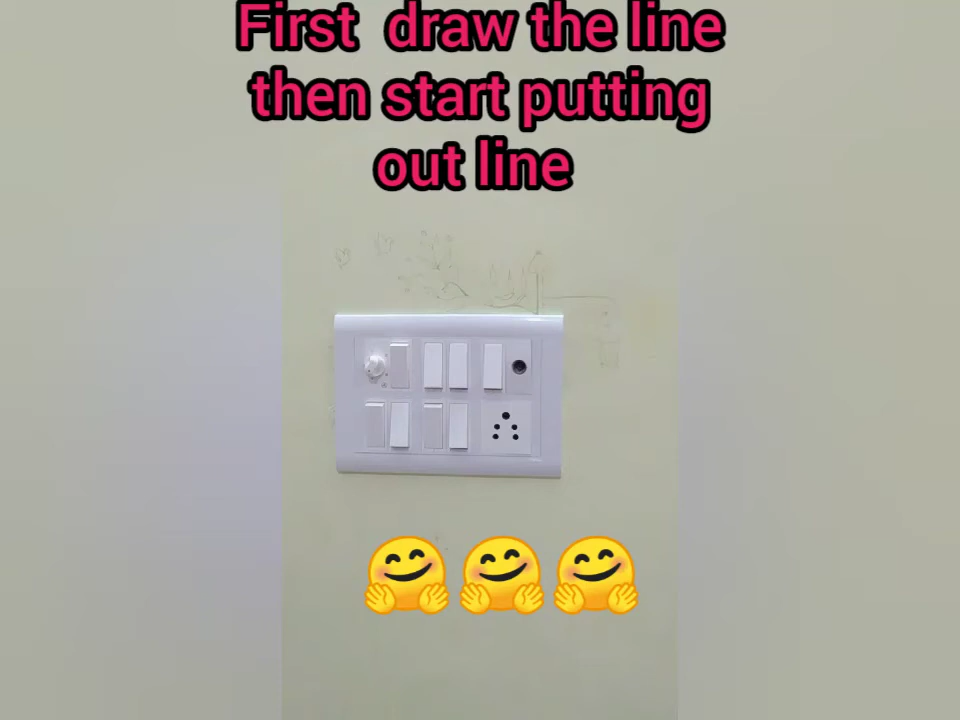 First draw the line
then start putting
out line